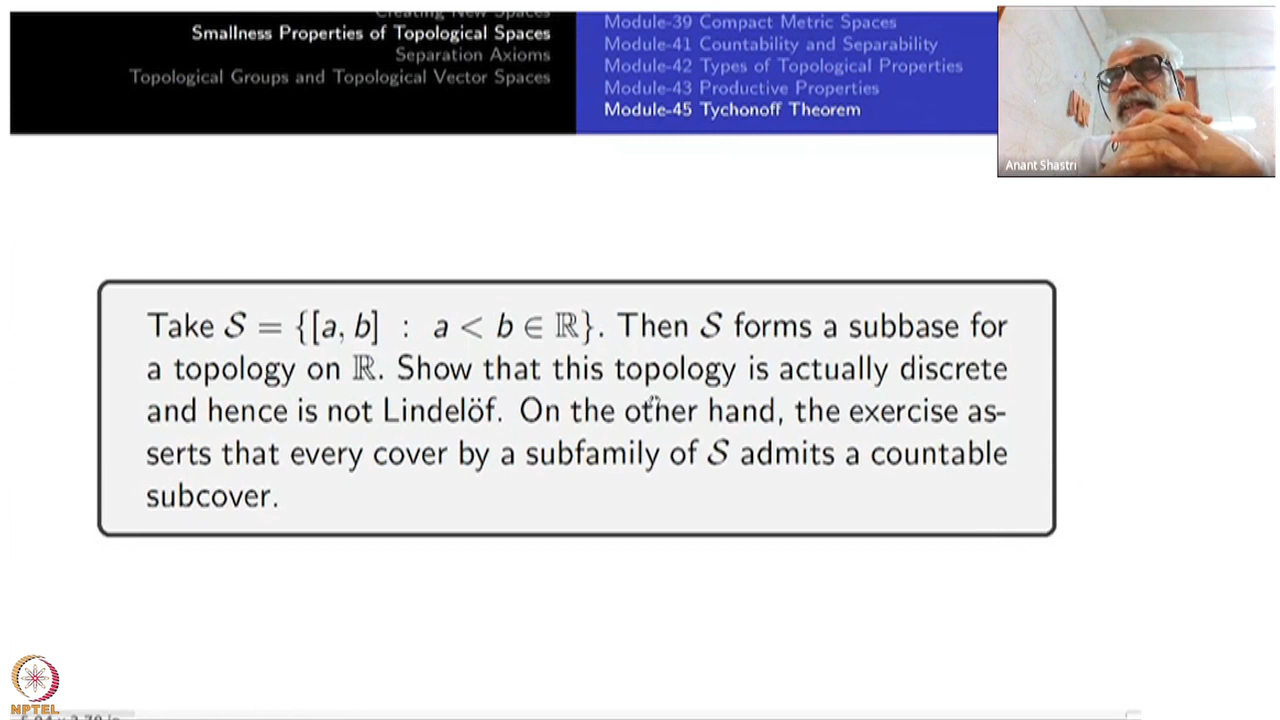 Creating New Spaces
Smallness Properties of Topological Spaces
Separation Axioms
Topological Groups and Topological Vector Spaces
Module-39 Compact Metric Spaces
Module-41 Countability and Separability
Module-42 Types of Topological Properties
Module-43 Productive Properties
Module-45 Tychonoff Theorem
Anant Shastri
Take 𝒮 = {[a, b] : a < b ∈ ℝ}. Then 𝒮 forms a subbase for
a topology on ℝ. Show that this topology is actually discrete
and hence is not Lindelöf. On the other hand, the exercise as-
serts that every cover by a subfamily of 𝒮 admits a countable
subcover.
NPTEL